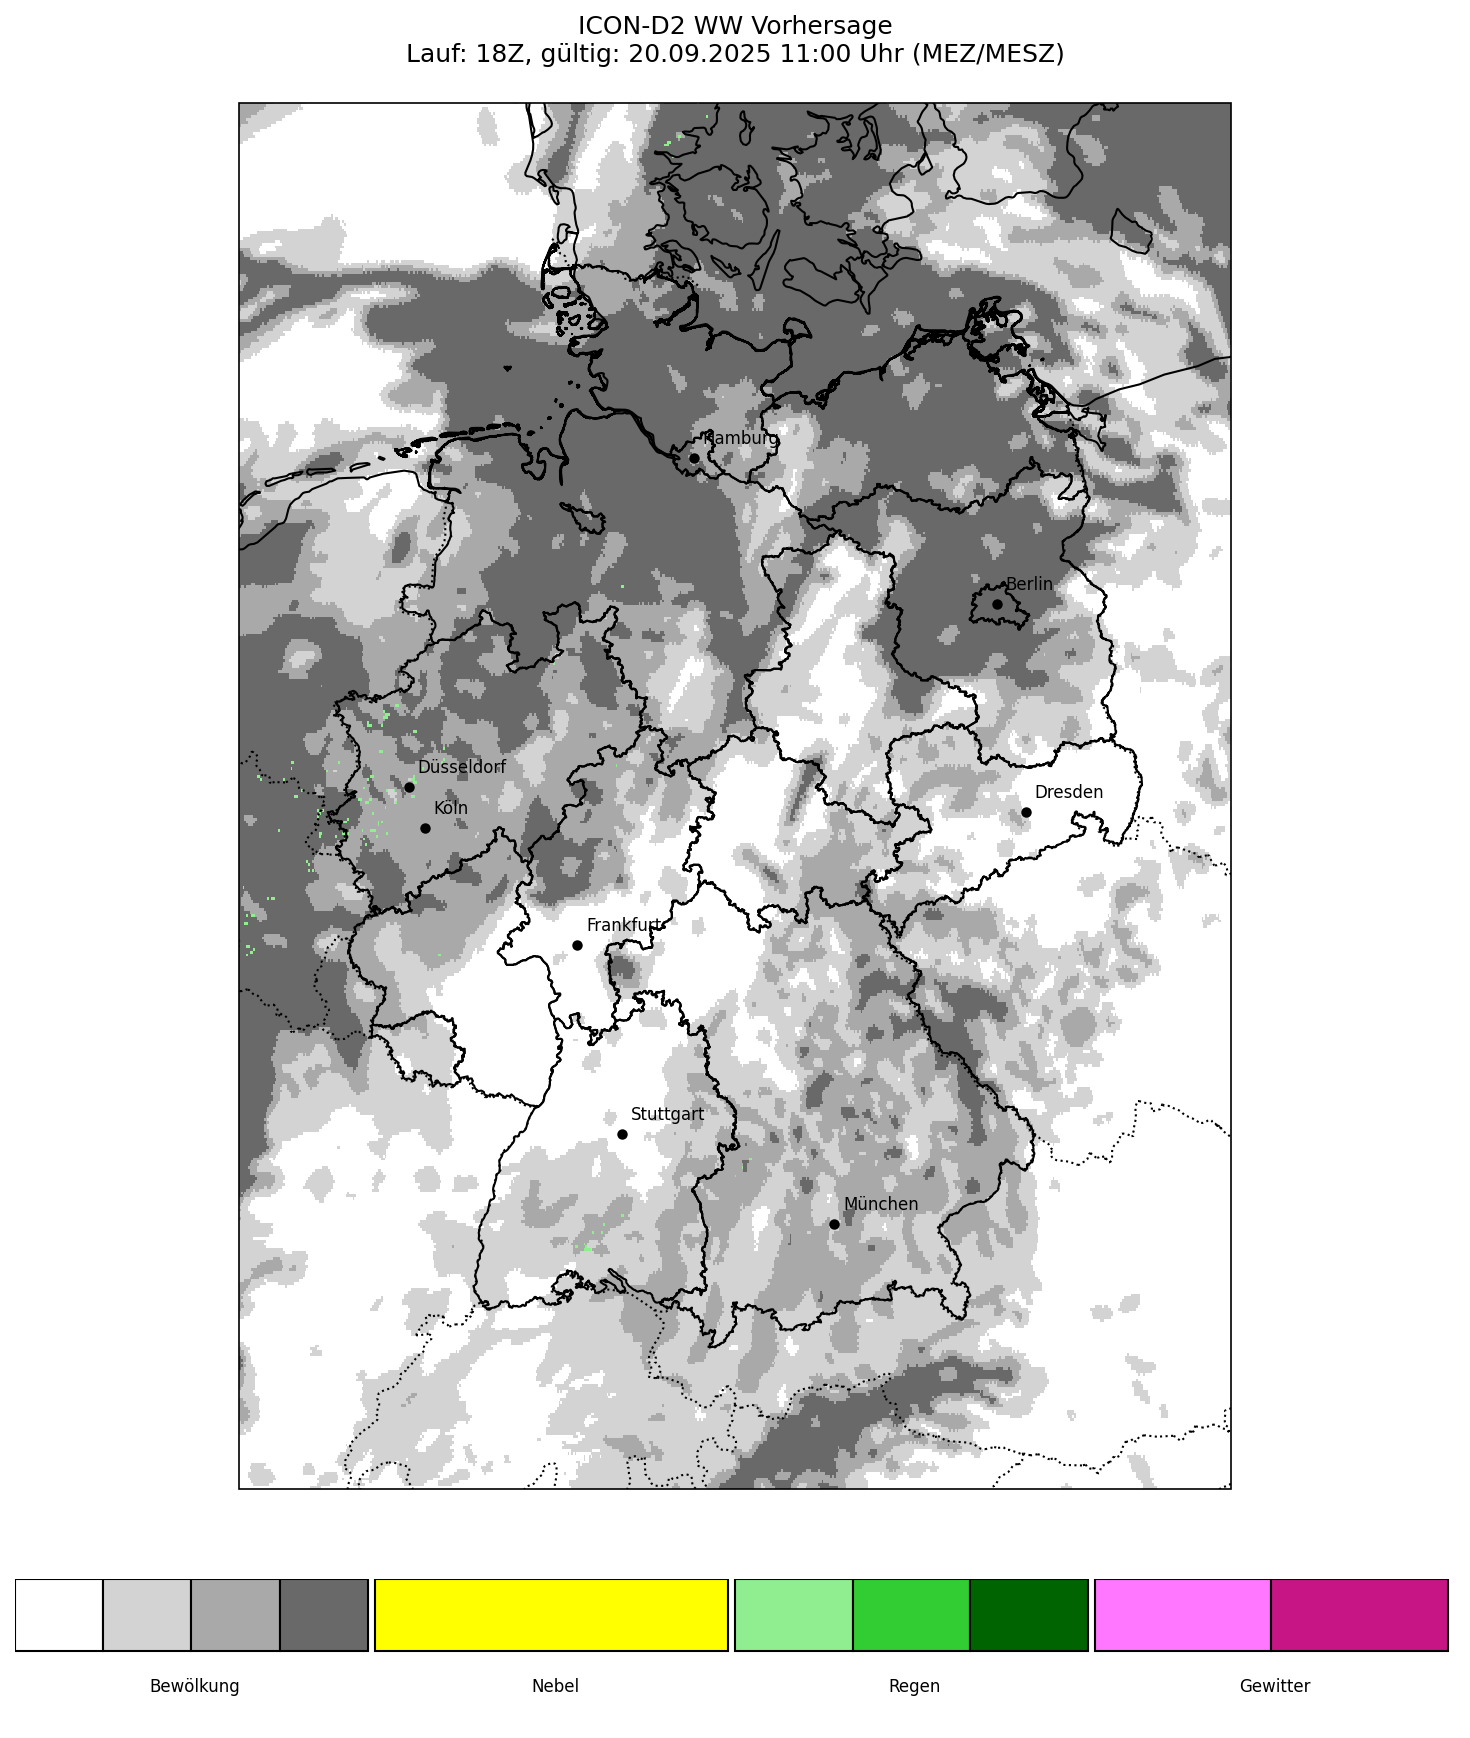 ICON-D2 WW Vorhersage
Lauf: 18Z, gültig: 20.09.2025 11:00 Uhr (MEZ/MESZ)
Hamburg
Berlin
Düsseldorf
Köln
Dresden
Frankfurt
Stuttgart
München
Bewölkung
Nebel
Regen
Gewitter